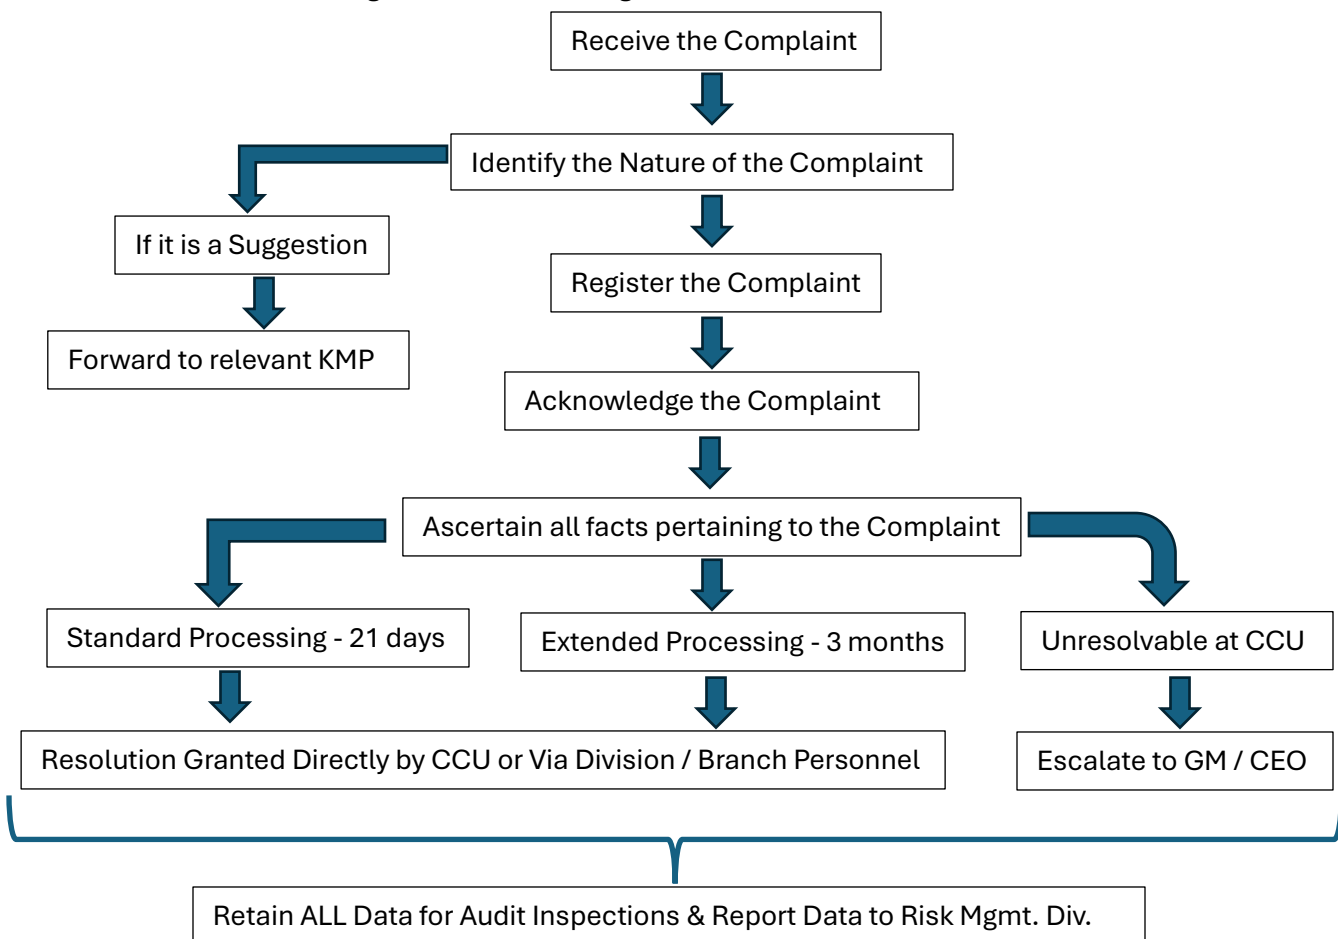 Receive the Complaint
Identify the Nature of the Complaint
If it is a Suggestion
Register the Complaint
Forward to relevant KMP
Acknowledge the Complaint
Ascertain all facts pertaining to the Complaint
Standard Processing - 21 days
Extended Processing - 3 months
Unresolvable at CCU
Resolution Granted Directly by CCU or Via Division / Branch Personnel
Escalate to GM / CEO
Retain ALL Data for Audit Inspections & Report Data to Risk Mgmt. Div.